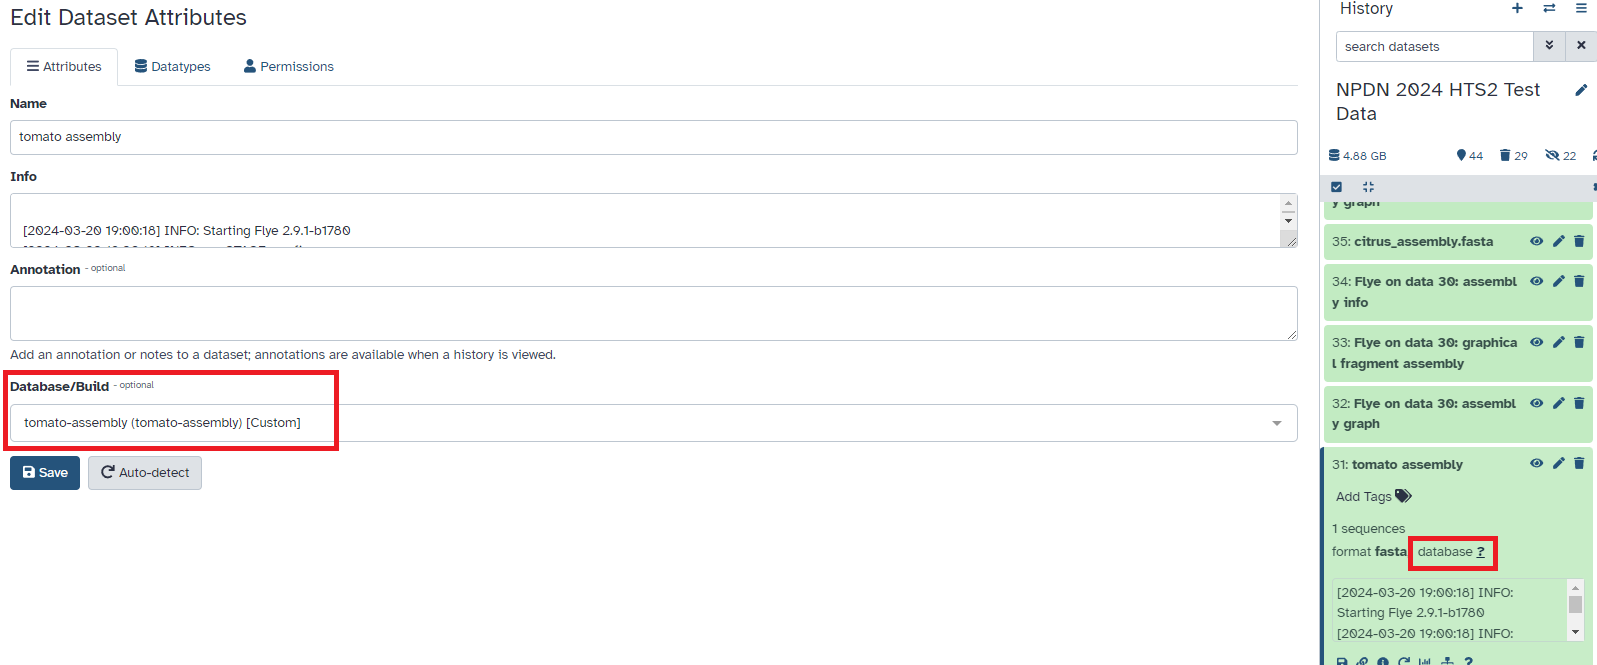 Edit Dataset Attributes
Attributes
Datatypes
Permissions
Name
tomato assembly
Info
[2024-03-20 19:00:18] INFO: Starting Flye 2.9.1-b1780
Annotation - optional
Add an annotation or notes to a dataset; annotations are available when a history is viewed.
Database/Build - optional
tomato-assembly (tomato-assembly) [Custom]
Save
Auto-detect
History
search datasets
NPDN 2024 HTS2 Test
Data
4.88 GB
44
29
22
y graph
35: citrus_assembly.fasta
34: Flye on data 30: assembl
y info
33: Flye on data 30: graphica
l fragment assembly
32: Flye on data 30: assembl
y graph
31: tomato assembly
Add Tags
1 sequences
format fasta database ?
[2024-03-20 19:00:18] INFO:
Starting Flye 2.9.1-b1780
[2024-03-20 19:00:18] INFO: